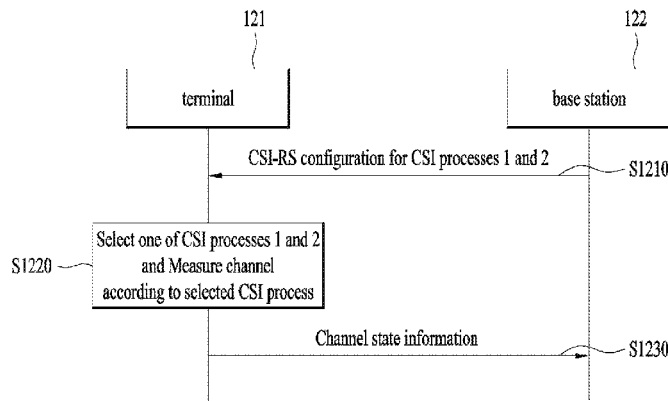 121
122
terminal
base station
CSI-RS configuration for CSI processes 1 and 2
S1210
Select one of CSI processes 1 and 2
and Measure channel
according to selected CSI process
S1220
Channel state information
S1230